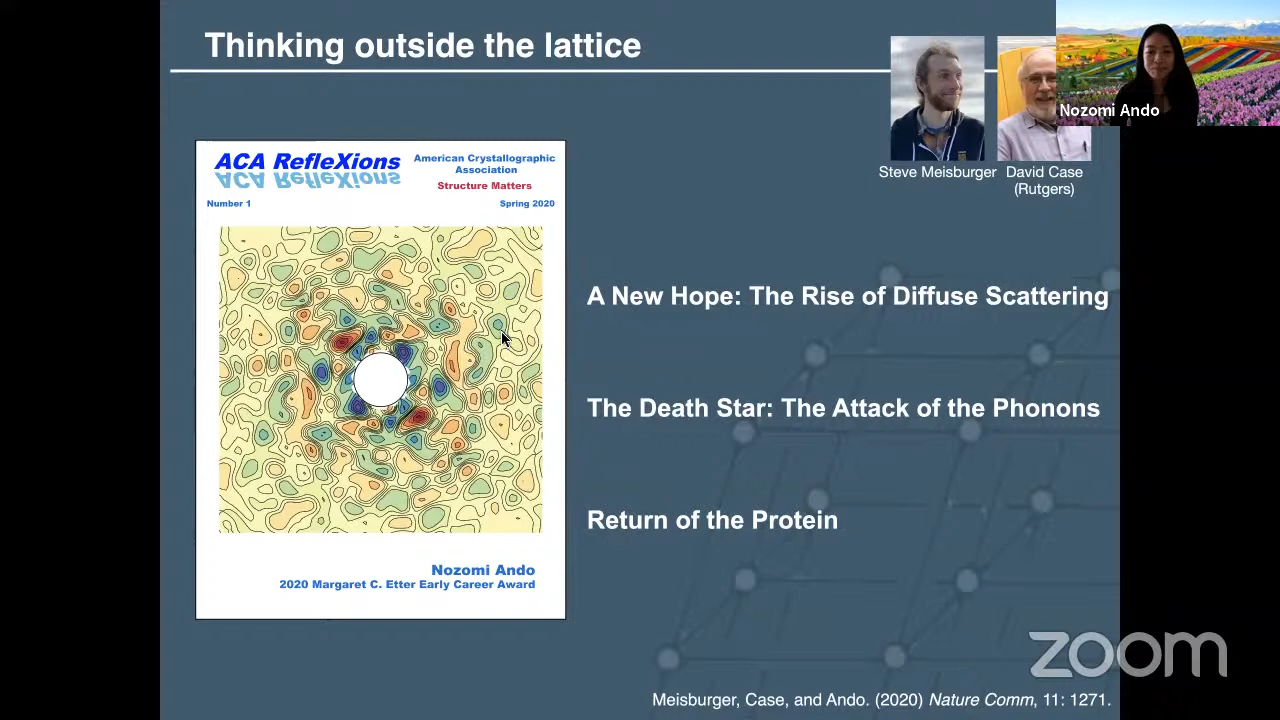 Thinking outside the lattice
Nozomi Ando
Steve Meisburger
David Case
(Rutgers)
ACA RefleXions
ACA RefleXions
American Crystallographic
Association
Structure Matters
Number 1
Spring 2020
A New Hope: The Rise of Diffuse Scattering
The Death Star: The Attack of the Phonons
Return of the Protein
Nozomi Ando
2020 Margaret C. Etter Early Career Award
zoom
Meisburger, Case, and Ando. (2020) Nature Comm, 11: 1271.